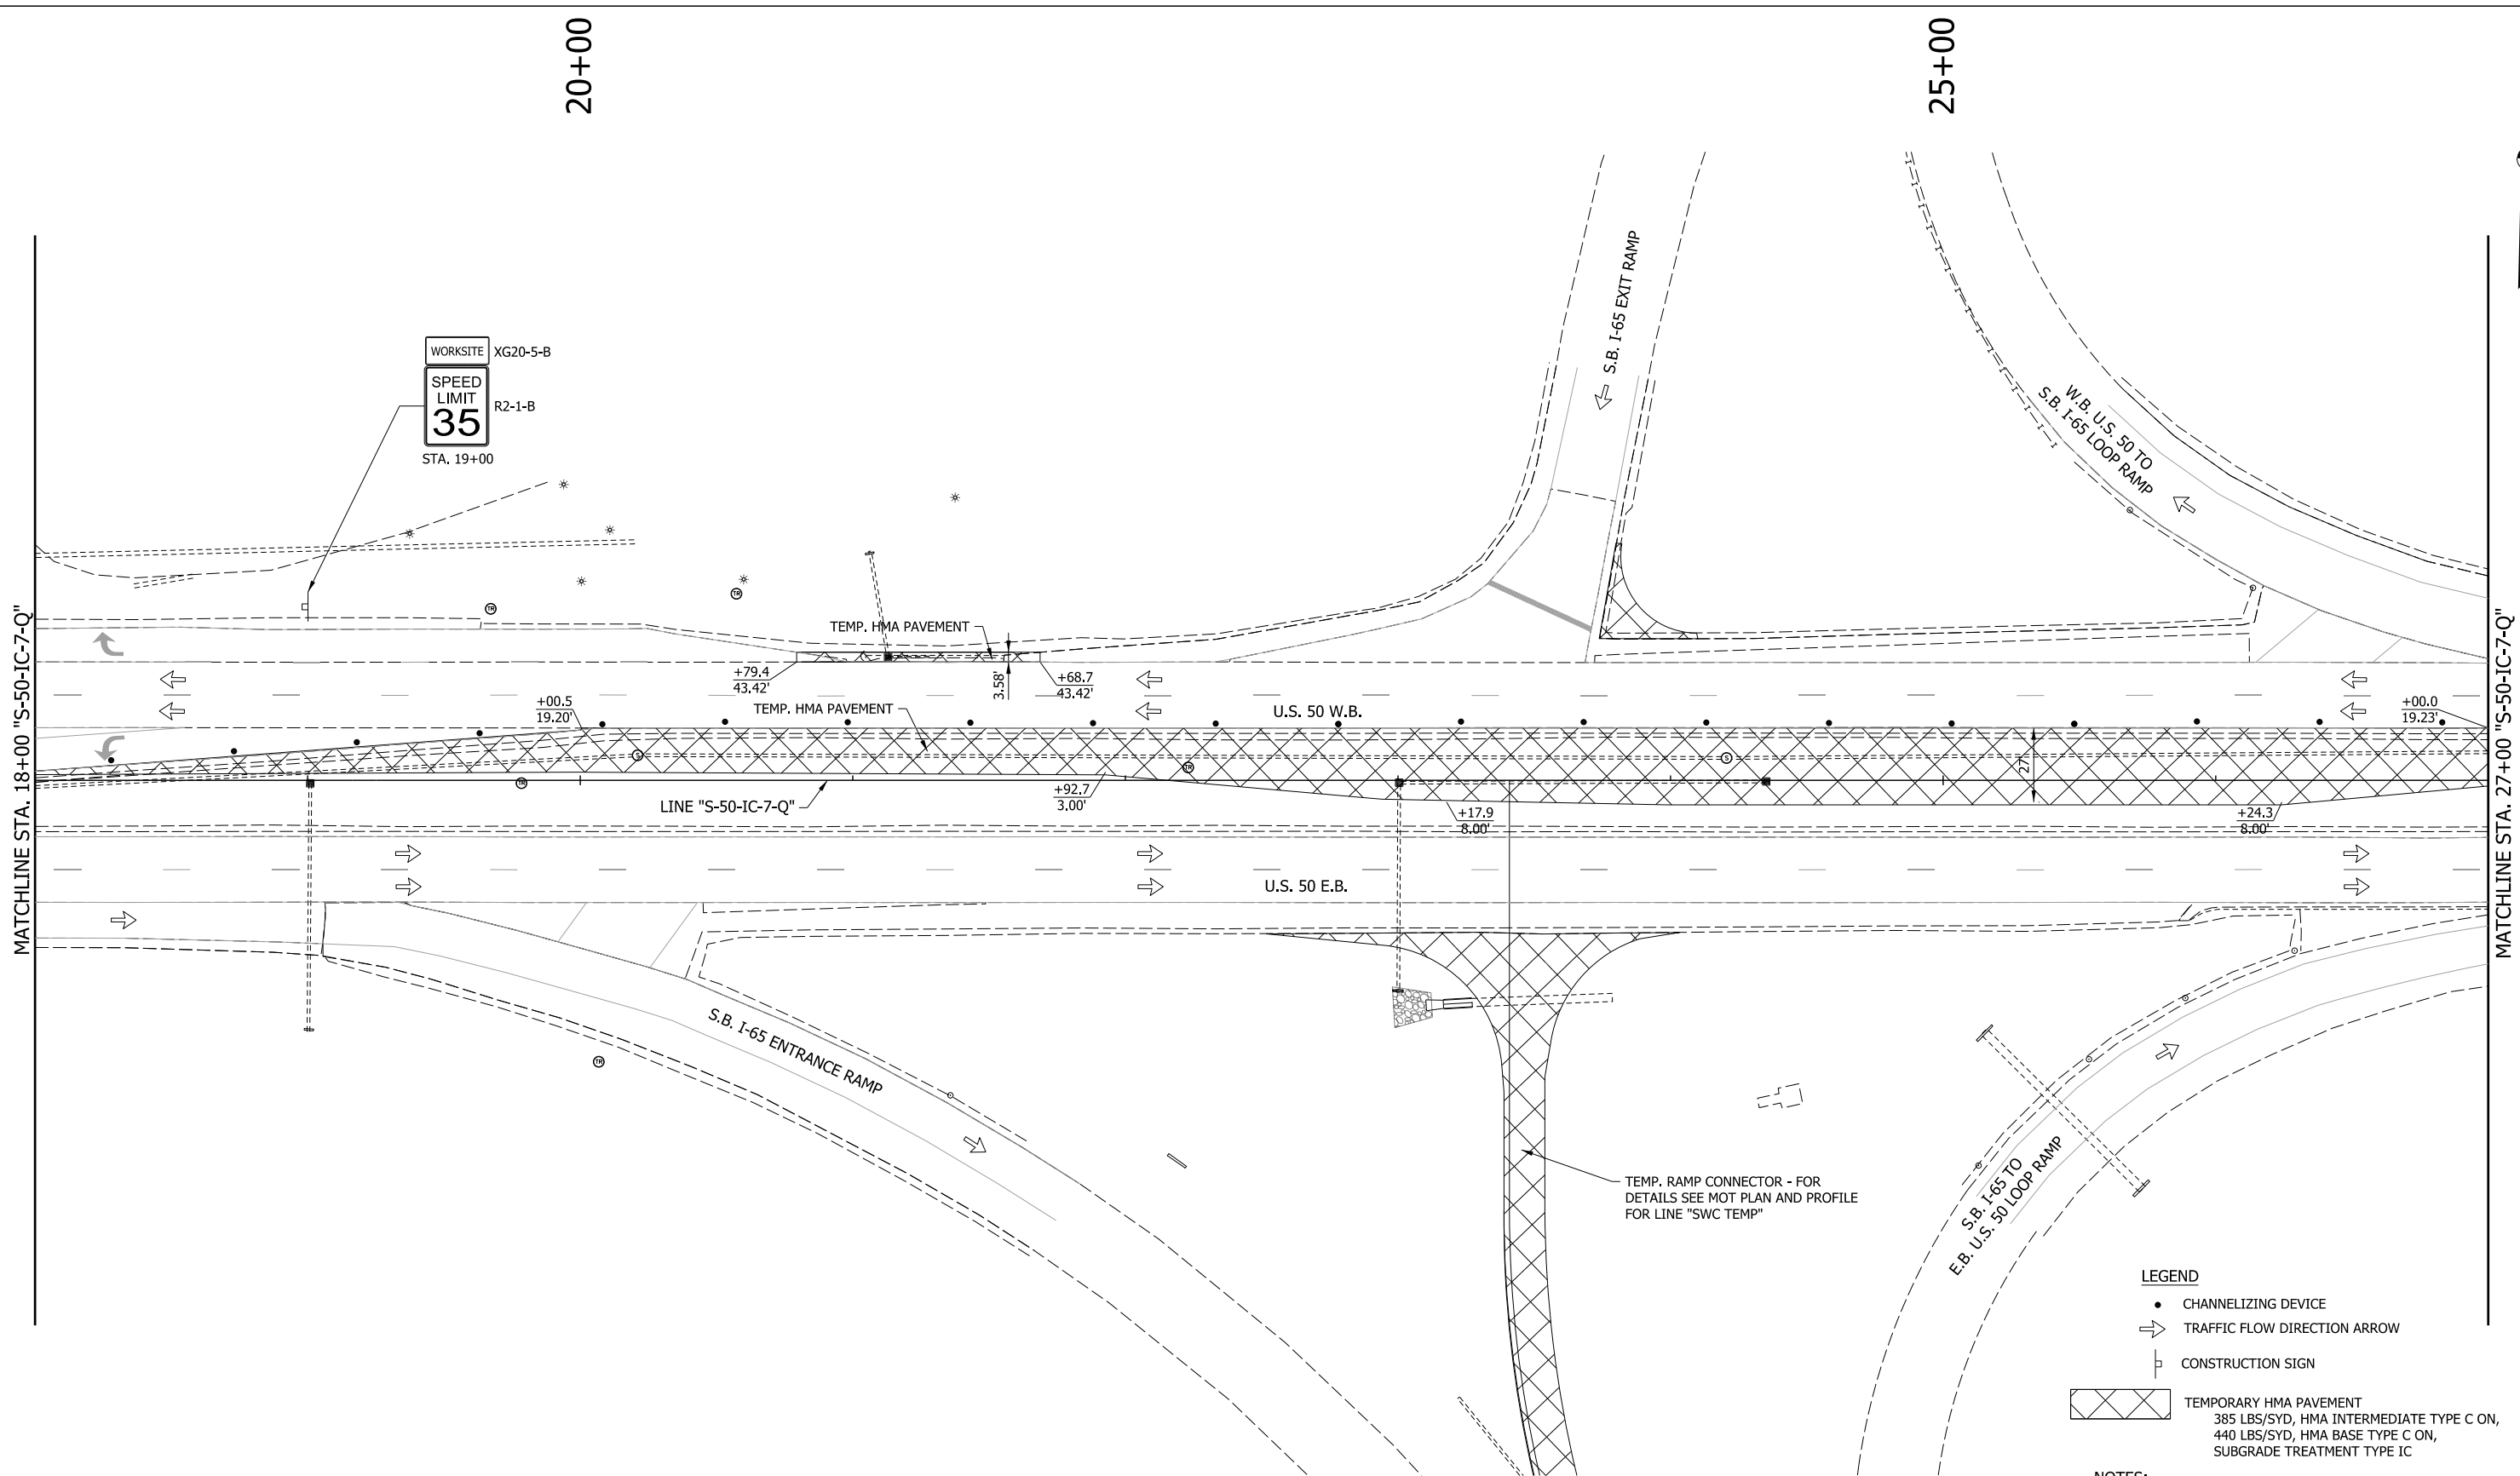 20+00
25+00
WORKSITE XG20-5-B
SPEED
LIMIT
35
R2-1-B
STA. 19+00
S.B. I-65 EXIT RAMP
W.B. U.S. 50 TO
S.B. I-65 LOOP RAMP
MATCHLINE STA. 18+00 "S-50-IC-7-Q"
MATCHLINE STA. 27+00 "S-50-IC-7-Q"
TR
TR
TEMP. HMA PAVEMENT
+79.4
43.42'
3.58'
+68.7
43.42'
+00.5
19.20'
TEMP. HMA PAVEMENT
U.S. 50 W.B.
+00.0
19.23'
S
TR
TR
S
27'
LINE "S-50-IC-7-Q"
+92.7
3.00'
+17.9
8.00'
+24.3
8.00'
U.S. 50 E.B.
S.B. I-65 ENTRANCE RAMP
TR
TEMP. RAMP CONNECTOR - FOR
DETAILS SEE MOT PLAN AND PROFILE
FOR LINE "SWC TEMP"
S.B. I-65 TO
E.B. U.S. 50 LOOP RAMP
LEGEND
CHANNELIZING DEVICE
TRAFFIC FLOW DIRECTION ARROW
CONSTRUCTION SIGN
TEMPORARY HMA PAVEMENT
385 LBS/SYD, HMA INTERMEDIATE TYPE C ON,
440 LBS/SYD, HMA BASE TYPE C ON,
SUBGRADE TREATMENT TYPE IC
NOTES: